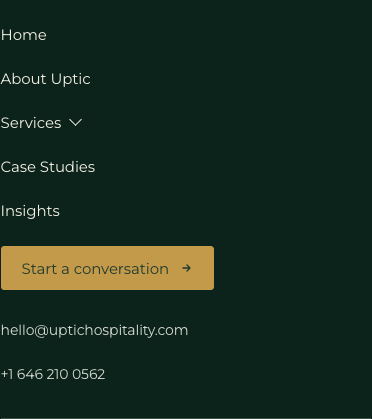 Home
About Uptic
Services
Case Studies
Insights
Start a conversation →
hello@uptichospitality.com
+1 646 210 0562